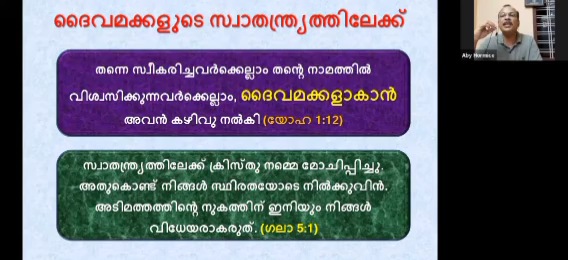 ദൈവമക്കളുടെ സ്വാതന്ത്ര്യത്തിലേക്ക്
തന്നെ സ്വീകരിച്ചവർക്കെല്ലാം തന്റെ നാമത്തിൽ
വിശ്വസിക്കുന്നവർക്കെല്ലാം, ദൈവമക്കളാകാൻ
അവൻ കഴിവു നൽകി (യോഹ 1:12)
സ്വാതന്ത്ര്യത്തിലേക്ക് ക്രിസ്തു നമ്മെ മോചിപ്പിച്ചു.
അതുകൊണ്ട് നിങ്ങൾ സ്ഥിരതയോടെ നിൽക്കുവിൻ.
അടിമത്തത്തിന്റെ നുകത്തിന് ഇനിയും നിങ്ങൾ
വിധേയരാകരുത്. (ഗലാ 5:1)
Aby